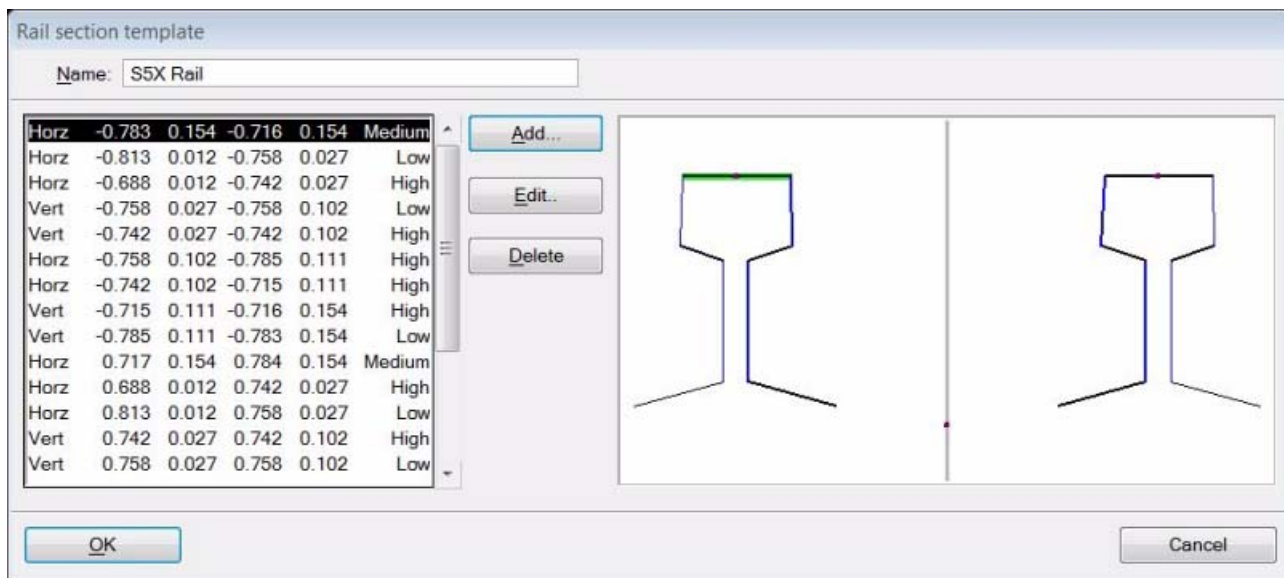 Rail section template
Name: S5X Rail
Horz -0.783 0.154 -0.716 0.154 Medium
Horz -0.813 0.012 -0.758 0.027 Low
Horz -0.688 0.012 -0.742 0.027 High
Vert -0.758 0.027 -0.758 0.102 Low
Vert -0.742 0.027 -0.742 0.102 High
Horz -0.758 0.102 -0.785 0.111 High
Horz -0.742 0.102 -0.715 0.111 High
Vert -0.715 0.111 -0.716 0.154 High
Vert -0.785 0.111 -0.783 0.154 Low
Horz 0.717 0.154 0.784 0.154 Medium
Horz 0.688 0.012 0.742 0.027 High
Horz 0.813 0.012 0.758 0.027 Low
Vert 0.742 0.027 0.742 0.102 High
Vert 0.758 0.027 0.758 0.102 Low
Add...
Edit..
Delete
OK
Cancel